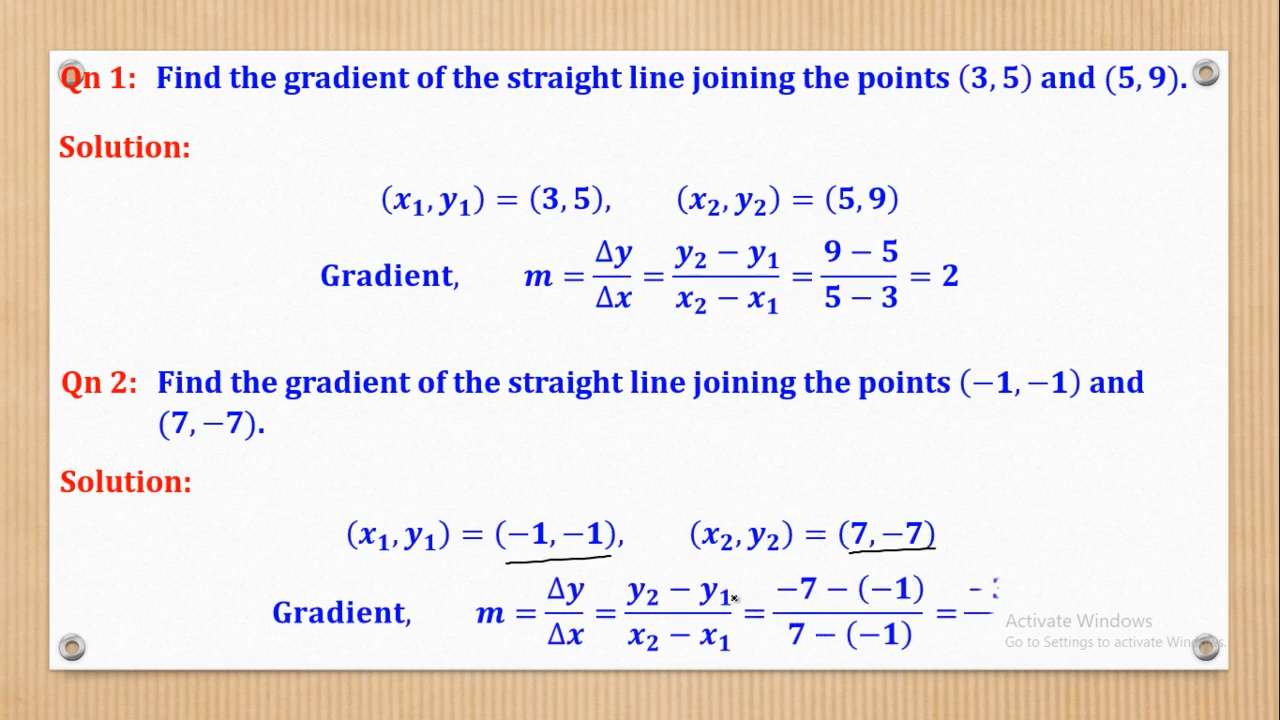 Qn 1: Find the gradient of the straight line joining the points (3, 5) and (5, 9).
Solution:
(x₁, y₁) = (3, 5), (x₂, y₂) = (5, 9)
Gradient, m = Δy/Δx = (y₂ − y₁)/(x₂ − x₁) = (9 − 5)/(5 − 3) = 2
Qn 2: Find the gradient of the straight line joining the points (−1, −1) and
(7, −7).
Solution:
(x₁, y₁) = (−1, −1), (x₂, y₂) = (7, −7)
Gradient, m = Δy/Δx = (y₂ − y₁)/(x₂ − x₁) = (−7 − (−1))/(7 − (−1)) = −
Activate Windows
Go to Settings to activate Windows.